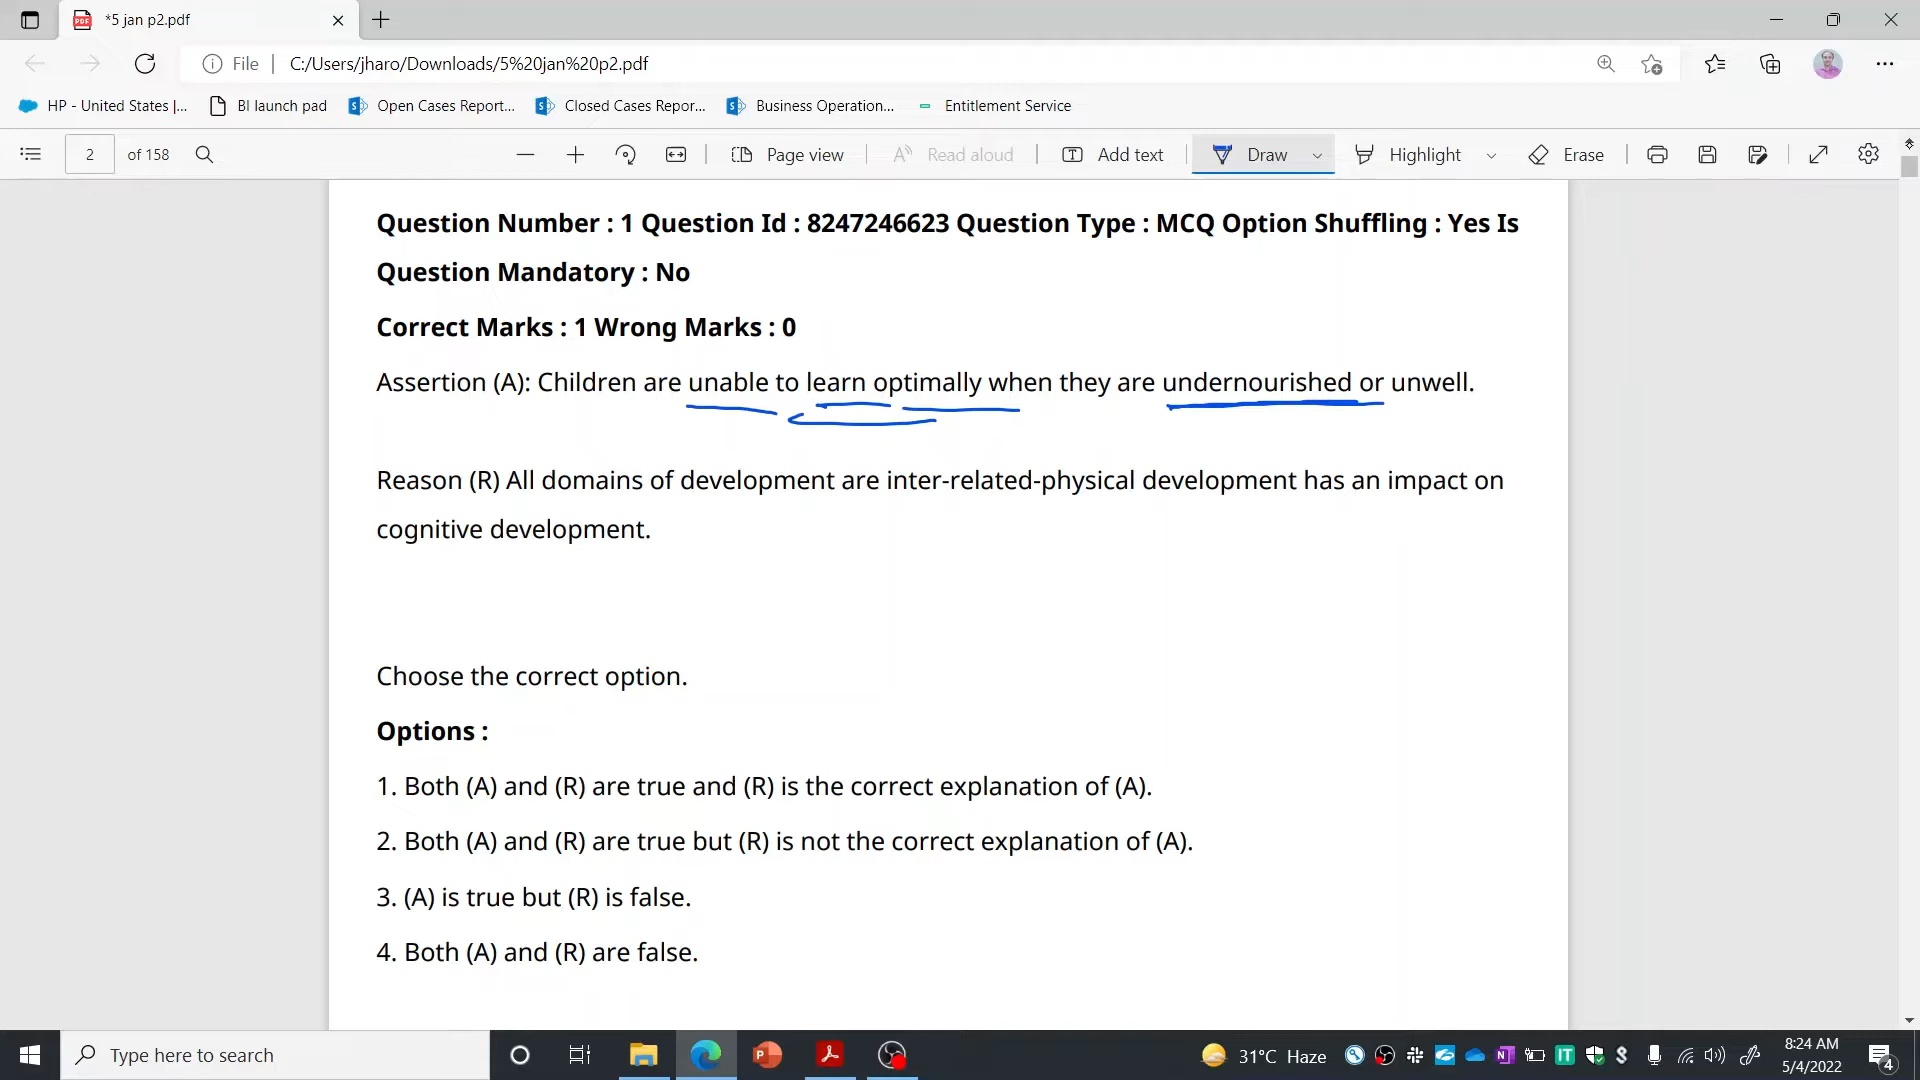 *5 jan p2.pdf
File C:/Users/jharo/Downloads/5%20jan%20p2.pdf
HP - United States |... BI launch pad Open Cases Report... Closed Cases Repor... Business Operation... Entitlement Service
2 of 158 Page view Read aloud Add text Draw Highlight Erase
Question Number : 1 Question Id : 8247246623 Question Type : MCQ Option Shuffling : Yes Is
Question Mandatory : No
Correct Marks : 1 Wrong Marks : 0
Assertion (A): Children are unable to learn optimally when they are undernourished or unwell.
Reason (R) All domains of development are inter-related-physical development has an impact on
cognitive development.
Choose the correct option.
Options :
1. Both (A) and (R) are true and (R) is the correct explanation of (A).
2. Both (A) and (R) are true but (R) is not the correct explanation of (A).
3. (A) is true but (R) is false.
4. Both (A) and (R) are false.
Type here to search
31°C Haze
8:24 AM
5/4/2022
4